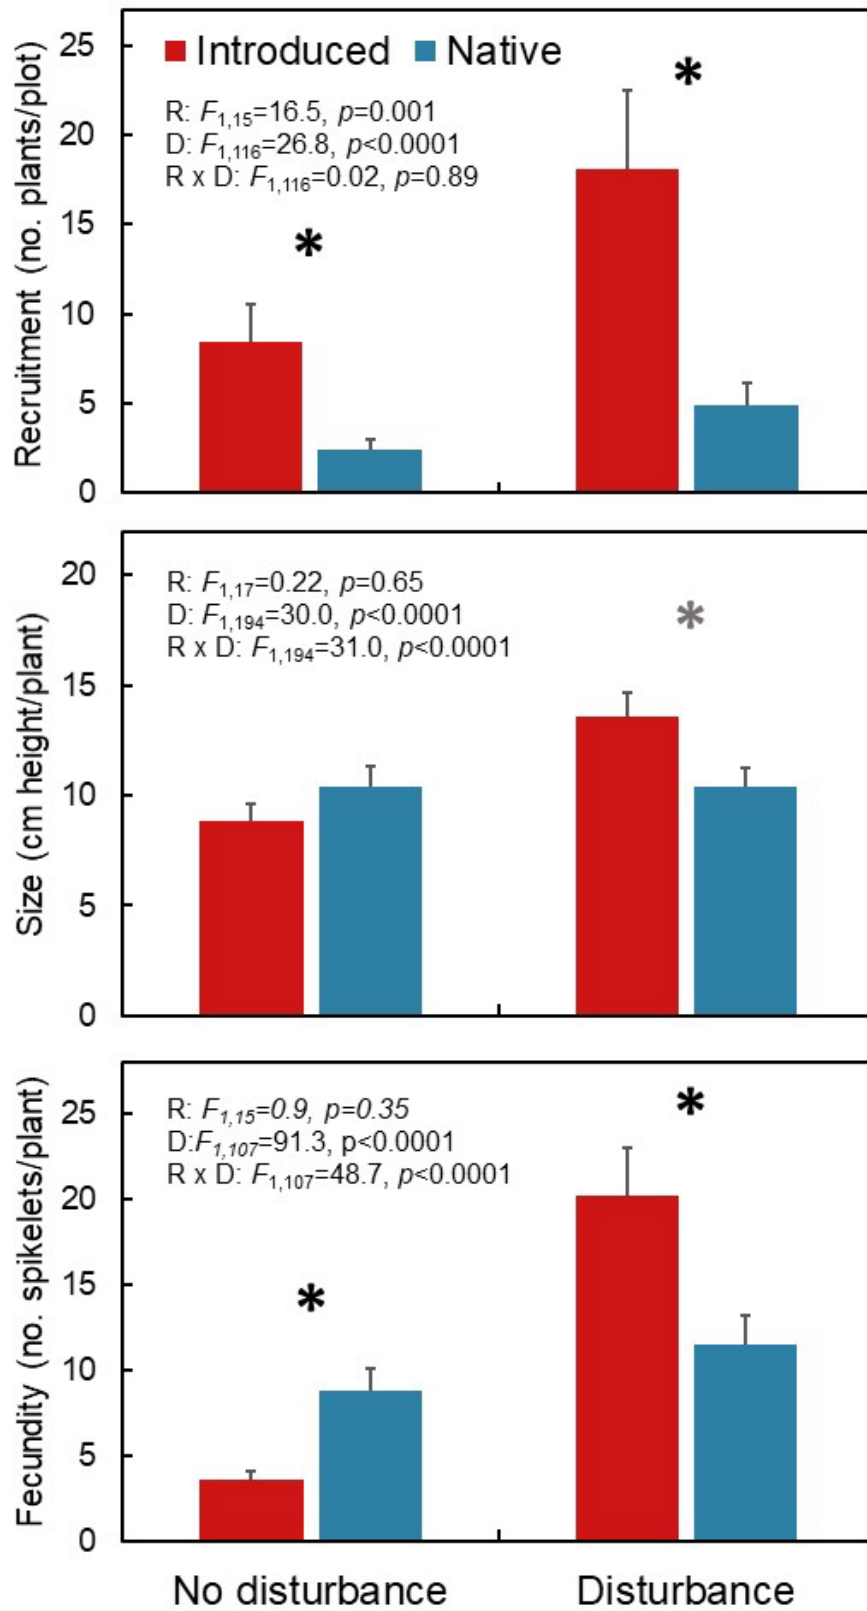 Introduced Native
R: F1,15=16.5, p=0.001
D: F1,116=26.8, p<0.0001
R x D: F1,116=0.02, p=0.89
*
*
Recruitment (no. plants/plot)
25
20
15
10
5
0
R: F1,17=0.22, p=0.65
D: F1,194=30.0, p<0.0001
R x D: F1,194=31.0, p<0.0001
*
Size (cm height/plant)
20
15
10
5
0
R: F1,15=0.9, p=0.35
D:F1,107=91.3, p<0.0001
R x D: F1,107=48.7, p<0.0001
*
*
Fecundity (no. spikelets/plant)
25
20
15
10
5
0
No disturbance Disturbance